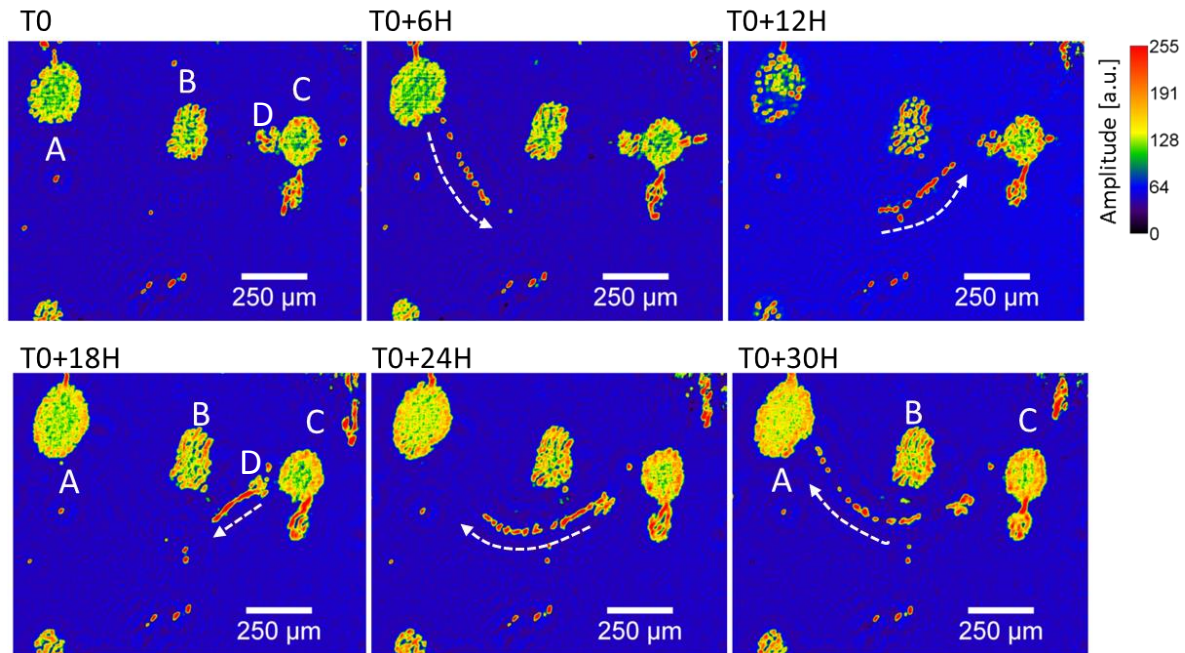 T0
T0+6H
T0+12H
A
B
C
D
250 µm
250 µm
250 µm
Amplitude [a.u.]
255
191
128
64
0
T0+18H
T0+24H
T0+30H
A
B
C
D
250 µm
250 µm
A
B
C
250 µm